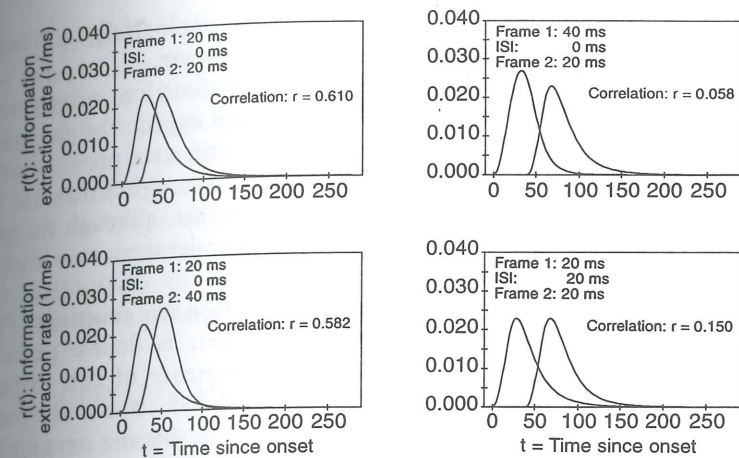 r(t): Information
extraction rate (1/ms)
0.040
0.030
0.020
0.010
0.000
Frame 1: 20 ms
ISI: 0 ms
Frame 2: 20 ms
Correlation: r = 0.610
0 50 100 150 200 250
0.040
0.030
0.020
0.010
0.000
Frame 1: 40 ms
ISI: 0 ms
Frame 2: 20 ms
Correlation: r = 0.058
0 50 100 150 200 250
r(t): Information
extraction rate (1/ms)
0.040
0.030
0.020
0.010
0.000
Frame 1: 20 ms
ISI: 0 ms
Frame 2: 40 ms
Correlation: r = 0.582
0 50 100 150 200 250
t = Time since onset
0.040
0.030
0.020
0.010
0.000
Frame 1: 20 ms
ISI: 20 ms
Frame 2: 20 ms
Correlation: r = 0.150
0 50 100 150 200 250
t = Time since onset